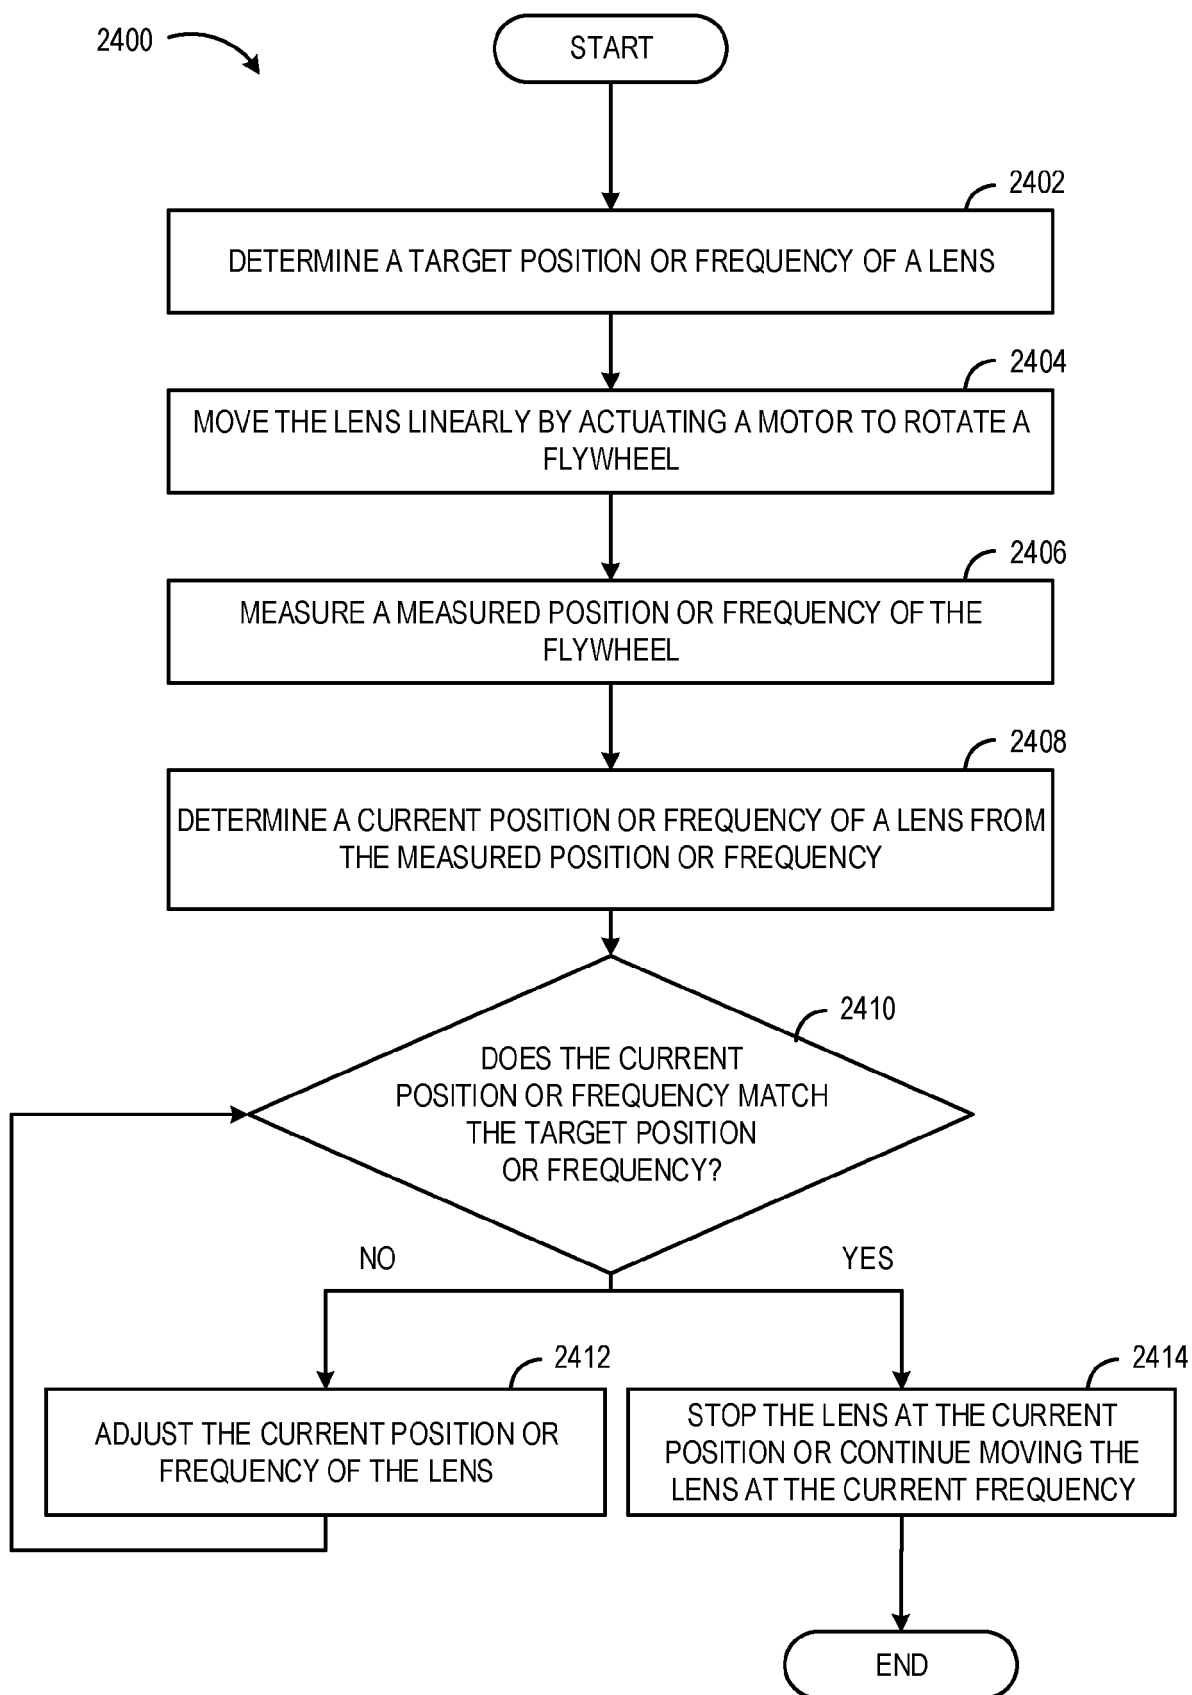 2400
START
2402
DETERMINE A TARGET POSITION OR FREQUENCY OF A LENS
2404
MOVE THE LENS LINEARLY BY ACTUATING A MOTOR TO ROTATE A
FLYWHEEL
2406
MEASURE A MEASURED POSITION OR FREQUENCY OF THE
FLYWHEEL
2408
DETERMINE A CURRENT POSITION OR FREQUENCY OF A LENS FROM
THE MEASURED POSITION OR FREQUENCY
2410
DOES THE CURRENT
POSITION OR FREQUENCY MATCH
THE TARGET POSITION
OR FREQUENCY?
NO
YES
2412
ADJUST THE CURRENT POSITION OR
FREQUENCY OF THE LENS
2414
STOP THE LENS AT THE CURRENT
POSITION OR CONTINUE MOVING THE
LENS AT THE CURRENT FREQUENCY
END